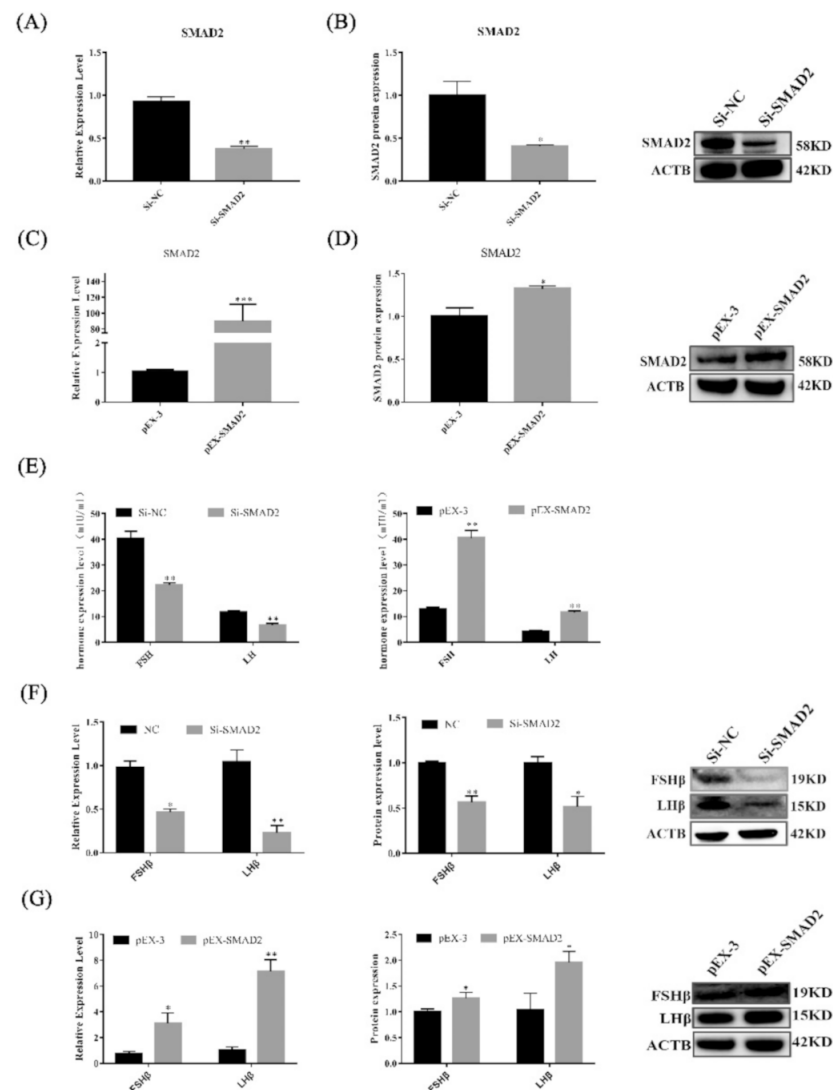 (A)
SMAD2
Relative Expression Level
1.5
1.0
0.5
0.0
**
Si-NC
Si-SMAD2
(B)
SMAD2
SMAD2 protein expression
1.5
1.0
0.5
0.0
*
Si-NC
Si-SMAD2
Si-NC
Si-SMAD2
SMAD2
58KD
ACTB
42KD
(C)
SMAD2
Relative Expression Level
140
120
100
80
60
2
1
0
***
pEX-3
pEX-SMAD2
(D)
SMAD2
SMAD2 protein expression
1.5
1.0
0.5
0.0
*
pEX-3
pEX-SMAD2
pEX-3
pEX-SMAD2
SMAD2
58KD
ACTB
42KD
(E)
Si-NC
Si-SMAD2
hormone expression level (mIU/ml)
50
40
30
20
10
0
**
**
FSH
LH
pEX-3
pEX-SMAD2
hormone expression level (mIU/ml)
50
40
30
20
10
0
**
**
FSH
LH
(F)
NC
Si-SMAD2
Relative Expression Level
1.5
1.0
0.5
0.0
*
**
FSHβ
LHβ
NC
Si-SMAD2
Protein expression level
1.5
1.0
0.5
0.0
**
*
FSHβ
LHβ
Si-NC
Si-SMAD2
FSHβ
19KD
LHβ
15KD
ACTB
42KD
(G)
pEX-3
pEX-SMAD2
Relative Expression Level
10
8
6
4
2
0
*
**
FSHβ
LHβ
pEX-3
pEX-SMAD2
Protein expression
2.5
2.0
1.5
1.0
0.5
0.0
*
*
FSHβ
LHβ
pEX-3
pEX-SMAD2
FSHβ
19KD
LHβ
15KD
ACTB
42KD